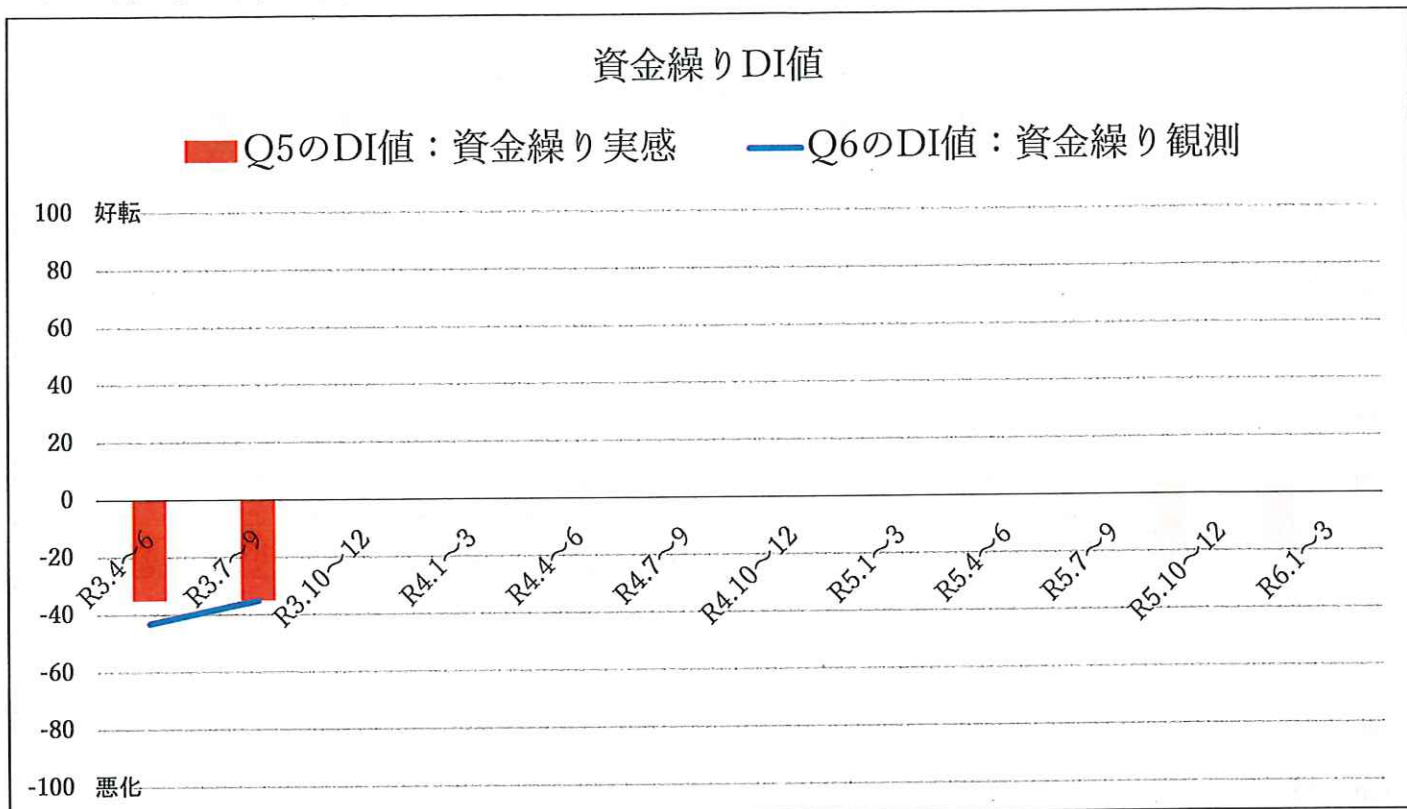 資金繰りDI値
Q5のDI値：資金繰り実感 Q6のDI値：資金繰り観測
100 好転
80
60
40
20
0
-20
-40
-60
-80
-100 悪化
R3.4～6
R3.7～9
R3.10～12
R4.1～3
R4.4～6
R4.7～9
R4.10～12
R5.1～3
R5.4～6
R5.7～9
R5.10～12
R6.1～3